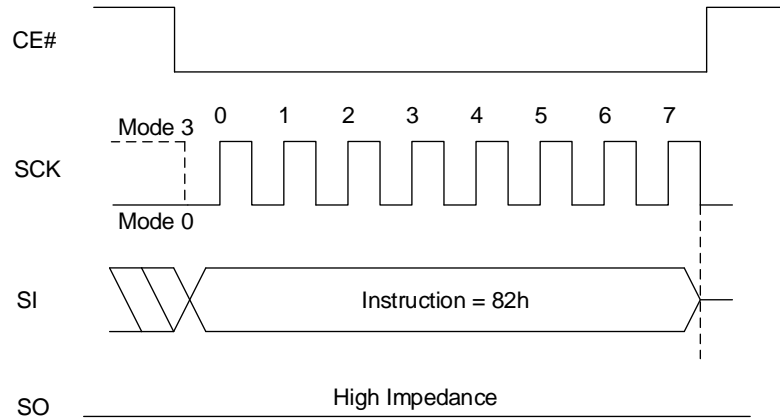 CE#
0 1 2 3 4 5 6 7
Mode 3
SCK
Mode 0
SI
Instruction = 82h
High Impedance
SO